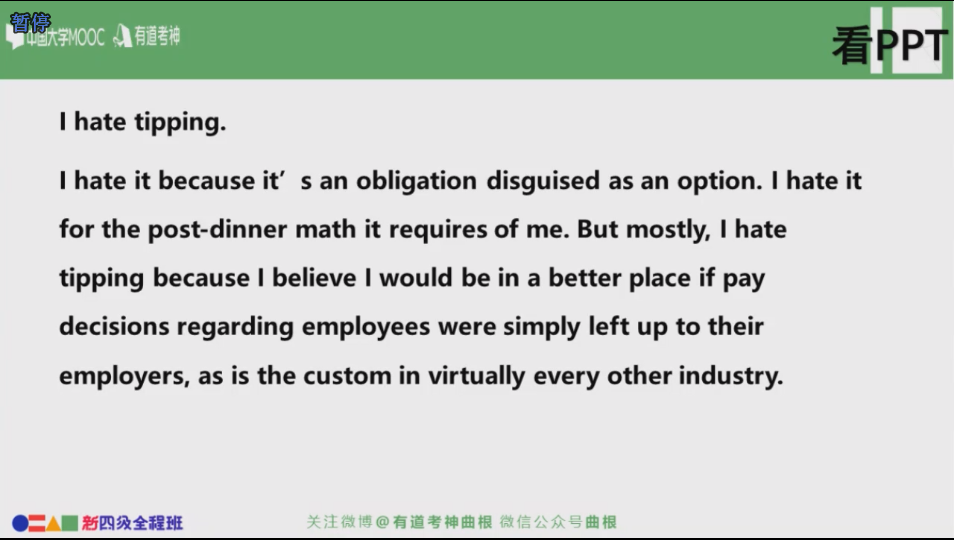 暂停
中国大学MOOC 有道考神
看PPT
I hate tipping.
I hate it because it’s an obligation disguised as an option. I hate it
for the post-dinner math it requires of me. But mostly, I hate
tipping because I believe I would be in a better place if pay
decisions regarding employees were simply left up to their
employers, as is the custom in virtually every other industry.
新四级全程班
关注微博@有道考神曲根 微信公众号曲根